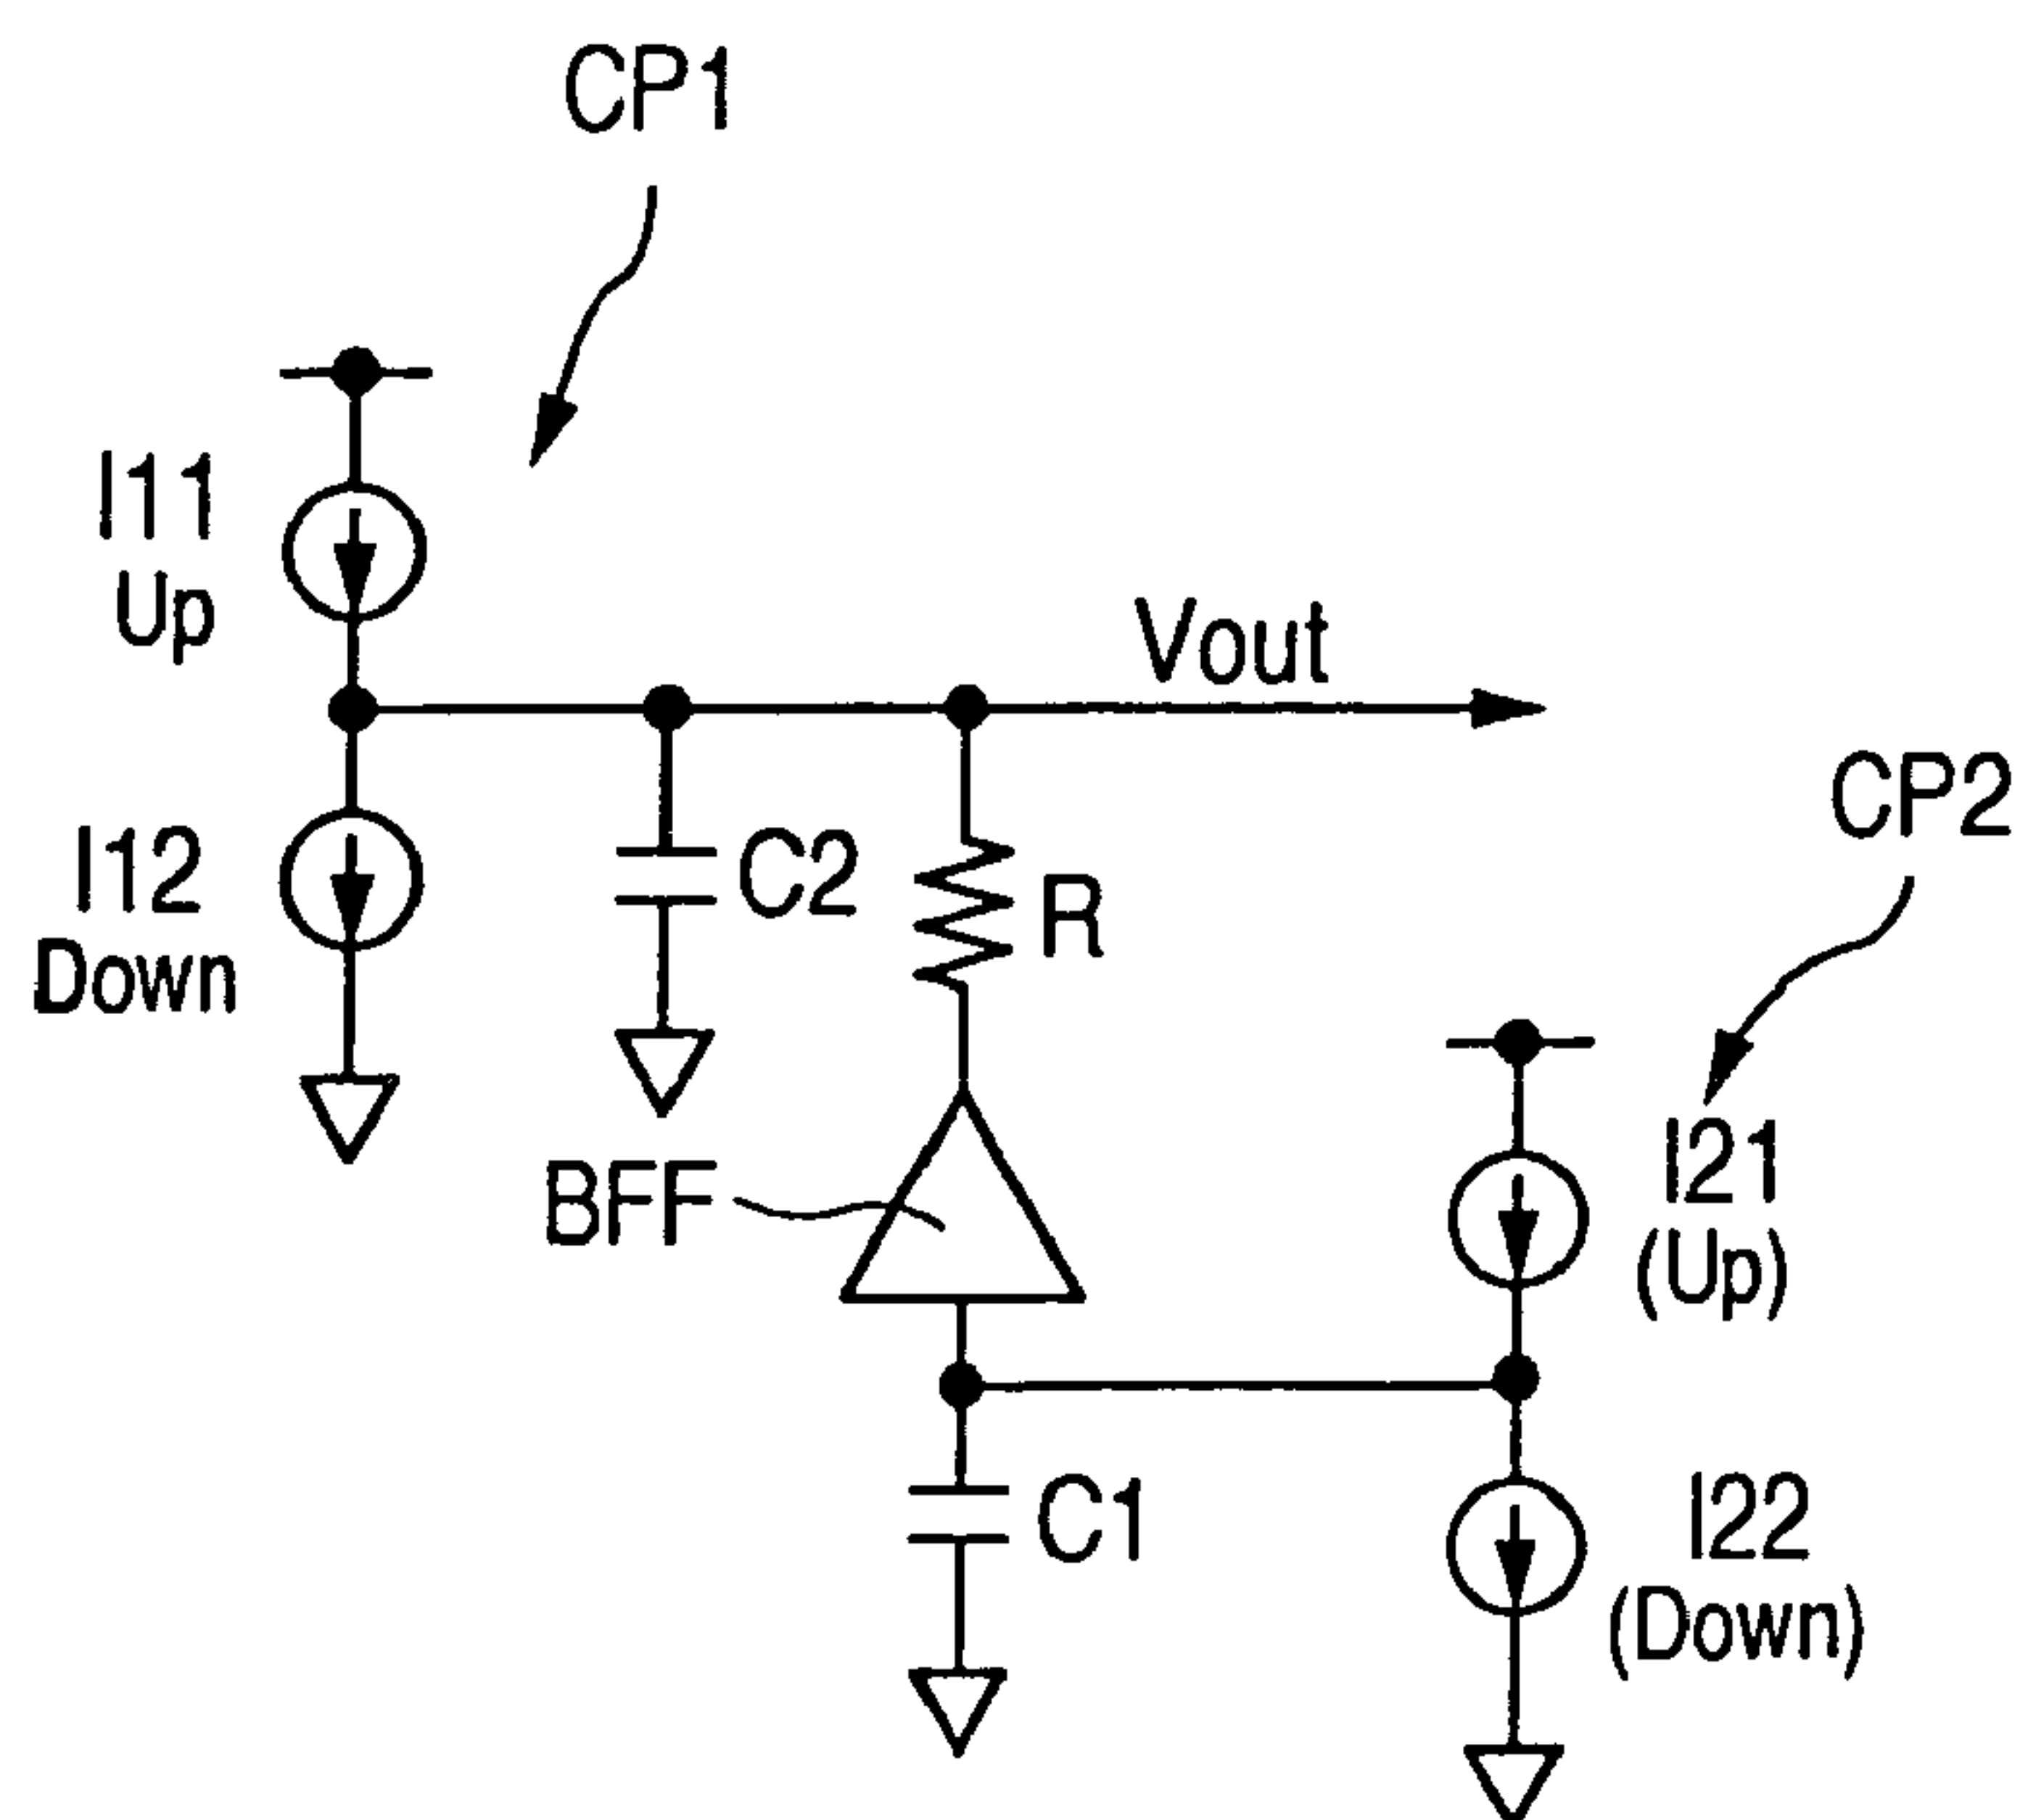 CP1
I11
Up
Vout
I12
Down
C2
R
CP2
BFF
I21
(Up)
C1
I22
(Down)